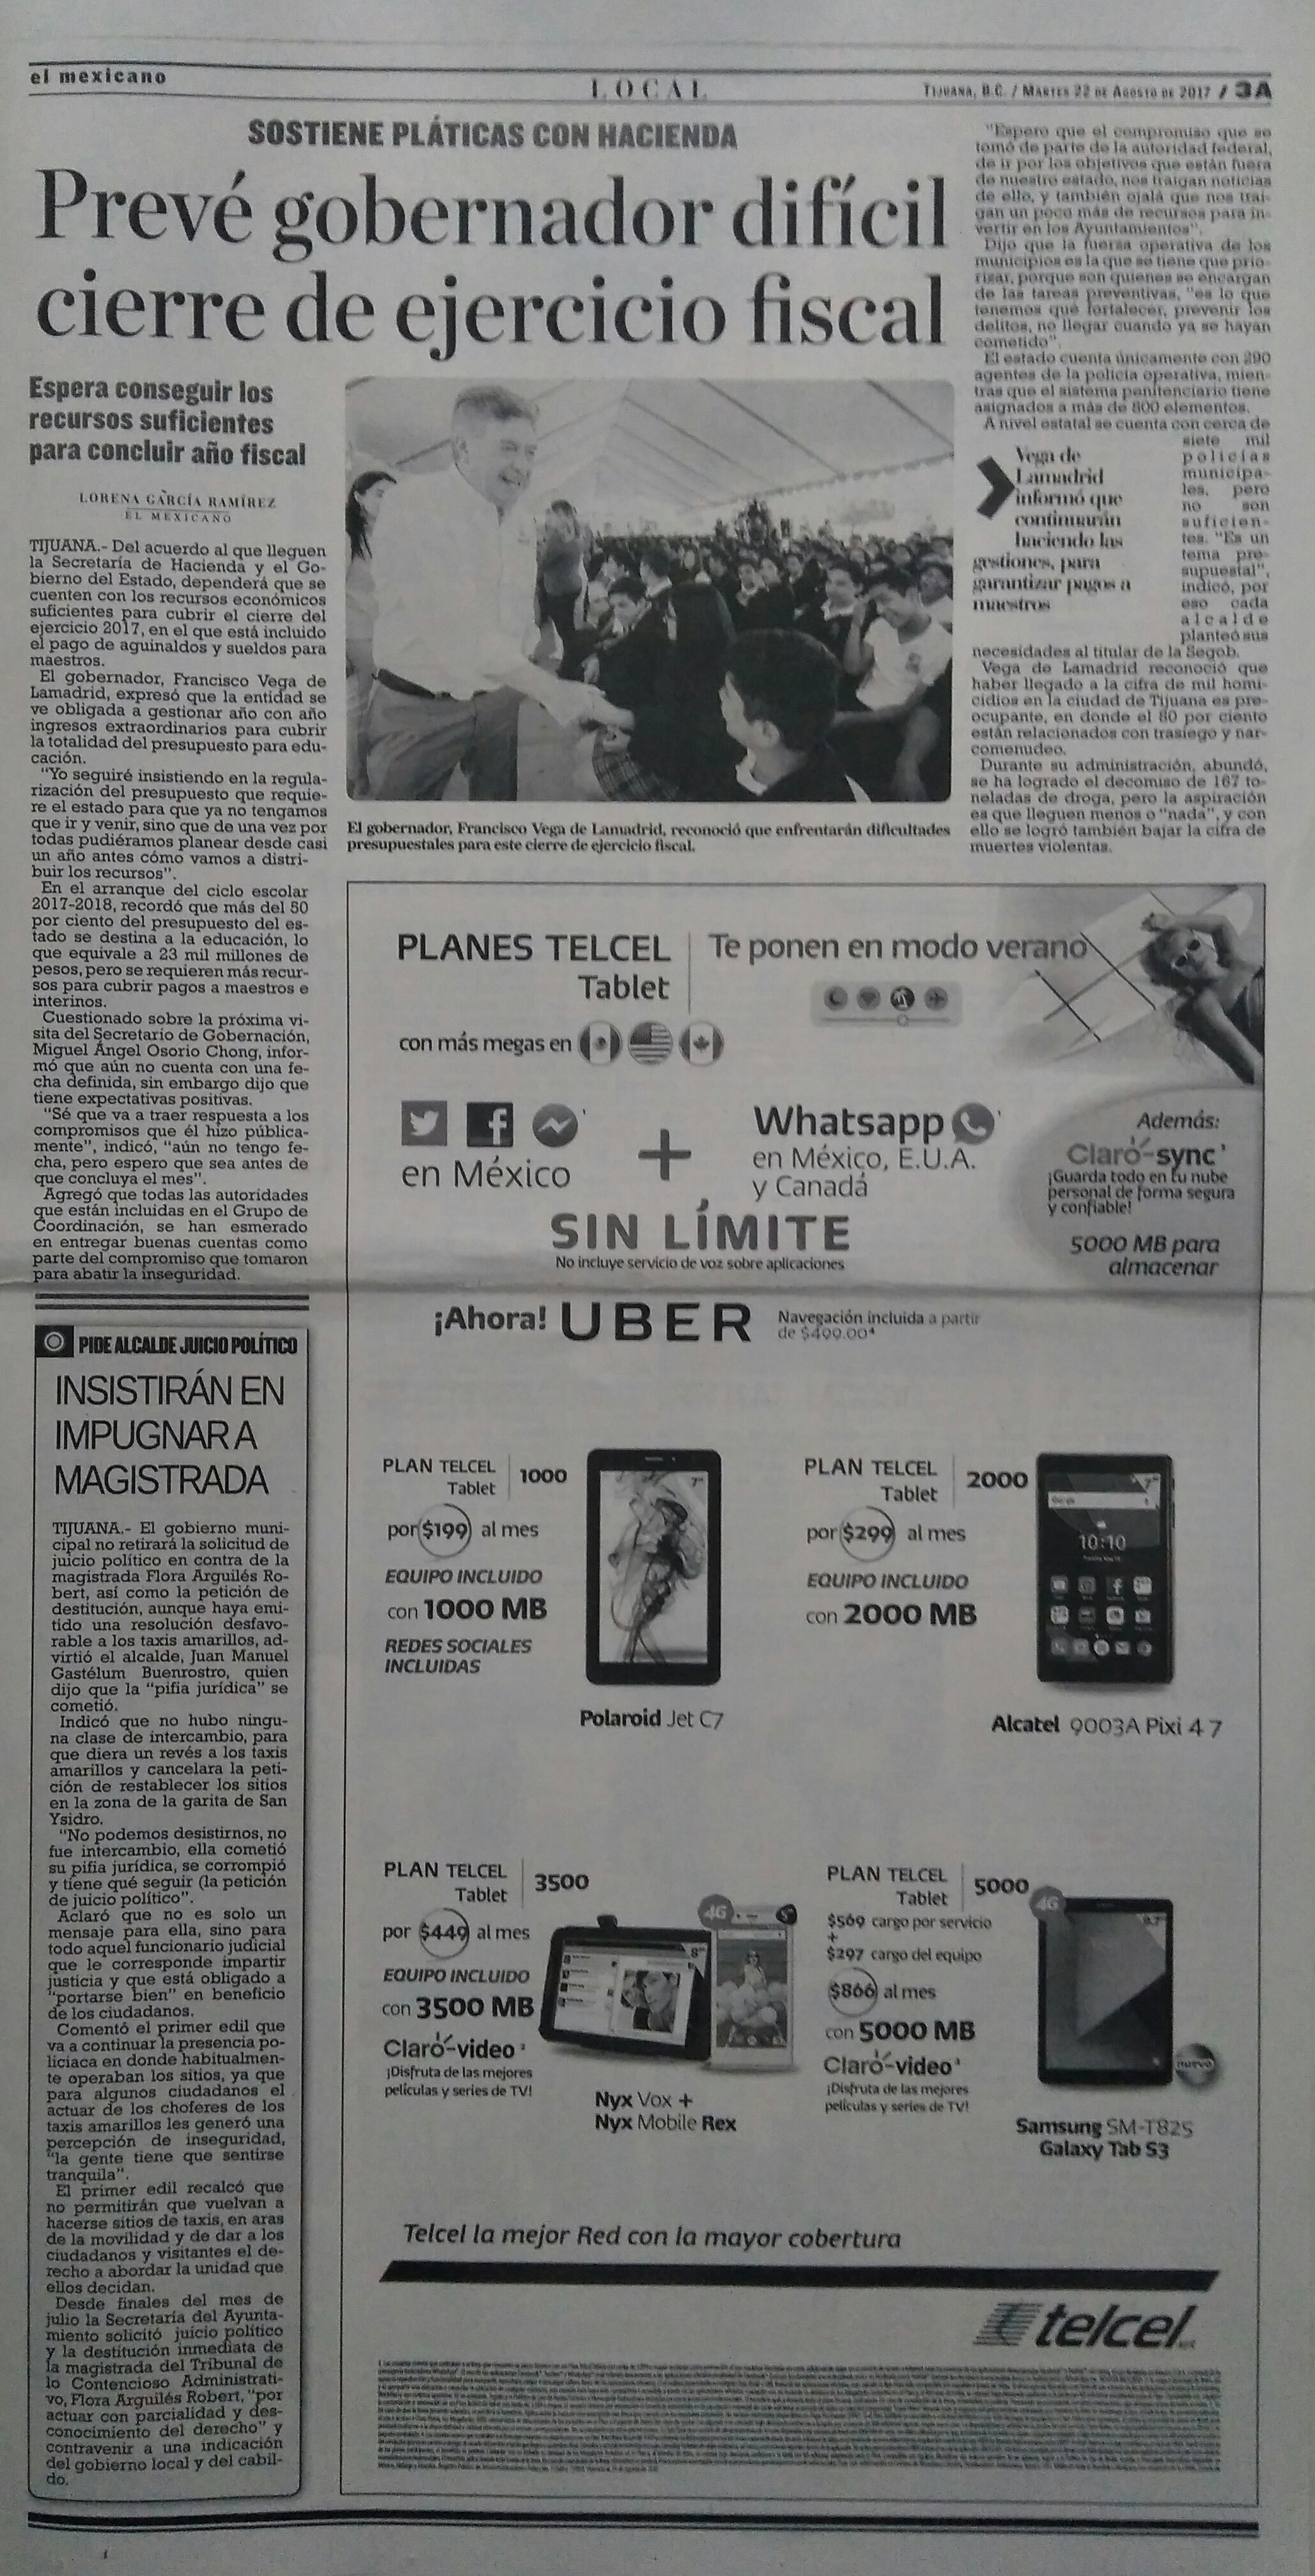 el mexicano
LOCAL
TIJUANA, B.C. / MARTES 22 DE AGOSTO DE 2017 / 3A
SOSTIENE PLÁTICAS CON HACIENDA
Prevé gobernador difícil
cierre de ejercicio fiscal
Espera conseguir los
recursos suficientes
para concluir año fiscal
LORENA GARCÍA RAMÍREZ
EL MEXICANO
TIJUANA.- Del acuerdo al que lleguen
la Secretaría de Hacienda y el Go-
bierno del Estado, dependerá que se
cuenten con los recursos económicos
suficientes para cubrir el cierre del
ejercicio 2017, en el que está incluido
el pago de aguinaldos y sueldos para
maestros.
El gobernador, Francisco Vega de
Lamadrid, expresó que la entidad se
ve obligada a gestionar año con año
ingresos extraordinarios para cubrir
la totalidad del presupuesto para edu-
cación.
"Yo seguiré insistiendo en la regula-
rización del presupuesto que requie-
re el estado para que ya no tengamos
que ir y venir, sino que de una vez por
todas pudiéramos planear desde casi
un año antes cómo vamos a distri-
buir los recursos".
En el arranque del ciclo escolar
2017-2018, recordó que más del 50
por ciento del presupuesto del es-
tado se destina a la educación, lo
que equivale a 23 mil millones de
pesos, pero se requieren más recur-
sos para cubrir pagos a maestros e
interinos.
Cuestionado sobre la próxima vi-
sita del Secretario de Gobernación,
Miguel Ángel Osorio Chong, infor-
mó que aún no cuenta con una fe-
cha definida, sin embargo dijo que
tiene expectativas positivas.
"Sé que va a traer respuesta a los
compromisos que él hizo pública-
mente", indicó, "aún no tengo fe-
cha, pero espero que sea antes de
que concluya el mes".
Agregó que todas las autoridades
que están incluidas en el Grupo de
Coordinación, se han esmerado
en entregar buenas cuentas como
parte del compromiso que tomaron
para abatir la inseguridad.
El gobernador, Francisco Vega de Lamadrid, reconoció que enfrentarán dificultades
presupuestales para este cierre de ejercicio fiscal.
"Espero que el compromiso que se
tomó de parte de la autoridad federal,
de ir por los objetivos que están fuera
de nuestro estado, nos traigan noticias
de ello, y también ojalá que nos trai-
gan un poco más de recursos para in-
vertir en los Ayuntamientos".
Dijo que la fuersa operativa de los
municipios es la que se tiene que prio-
rizar, porque son quienes se encargan
de las tareas preventivas, "es lo que
tenemos que fortalecer, prevenir los
delitos, no llegar cuando ya se hayan
cometido".
El estado cuenta únicamente con 290
agentes de la policía operativa, mien-
tras que el sistema penitenciario tiene
asignados a más de 800 elementos.
A nivel estatal se cuenta con cerca de
siete mil
policías
municipa-
les, pero
no son
suficien-
tes. "Es un
tema pre-
supuestal",
indicó, por
eso cada
alcalde
planteó sus
necesidades al titular de la Segob.
Vega de
Lamadrid
informó que
continuarán
haciendo las
gestiones, para
garantizar pagos a
maestros
Vega de Lamadrid reconoció que
haber llegado a la cifra de mil homi-
cidios en la ciudad de Tijuana es pre-
ocupante, en donde el 80 por ciento
están relacionados con trasiego y nar-
comenudeo.
Durante su administración, abundó,
se ha logrado el decomiso de 167 to-
neladas de droga, pero la aspiración
es que lleguen menos o "nada", y con
ello se logró también bajar la cifra de
muertes violentas.
PIDE ALCALDE JUICIO POLÍTICO
INSISTIRÁN EN
IMPUGNAR A
MAGISTRADA
TIJUANA.- El gobierno muni-
cipal no retirará la solicitud de
juicio político en contra de la
magistrada Flora Arguilés Ro-
bert, así como la petición de
destitución, aunque haya emi-
tido una resolución desfavo-
rable a los taxis amarillos, ad-
virtió el alcalde, Juan Manuel
Gastélum Buenrostro, quien
dijo que la "pifia jurídica" se
cometió.
Indicó que no hubo ningu-
na clase de intercambio, para
que diera un revés a los taxis
amarillos y cancelara la peti-
ción de restablecer los sitios
en la zona de la garita de San
Ysidro.
"No podemos desistirnos, no
fue intercambio, ella cometió
su pifia jurídica, se corrompió
y tiene qué seguir (la petición
de juicio político".
Aclaró que no es solo un
mensaje para ella, sino para
todo aquel funcionario judicial
que le corresponde impartir
justicia y que está obligado a
"portarse bien" en beneficio
de los ciudadanos.
Comentó el primer edil que
va a continuar la presencia po-
liciaca en donde habitualmen-
te operaban los sitios, ya que
para algunos ciudadanos el
actuar de los choferes de los
taxis amarillos les generó una
percepción de inseguridad,
"la gente tiene que sentirse
tranquila".
El primer edil recalcó que
no permitirán que vuelvan a
hacerse sitios de taxis, en aras
de la movilidad y de dar a los
ciudadanos y visitantes el de-
recho a abordar la unidad que
ellos decidan.
Desde finales del mes de
julio la Secretaría del Ayunta-
miento solicitó juicio político
y la destitución inmediata de
la magistrada del Tribunal de
lo Contencioso Administrati-
vo, Flora Arguilés Robert, "por
actuar con parcialidad y des-
conocimiento del derecho" y
contravenir a una indicación
del gobierno local y del cabil-
do.
PLANES TELCEL
Tablet
Te ponen en modo verano
con más megas en
en México
+
Whatsapp
en México, E.U.A.
y Canadá
SIN LÍMITE
No incluye servicio de voz sobre aplicaciones
Además:
Claro-sync
¡Guarda todo en tu nube
personal de forma segura
y confiable!
5000 MB para
almacenar
¡Ahora! UBER
Navegación incluida a partir
de $499.00
PLAN TELCEL
Tablet
1000
por $199 al mes
EQUIPO INCLUIDO
con 1000 MB
REDES SOCIALES
INCLUIDAS
7"
Polaroid Jet C7
PLAN TELCEL
Tablet
2000
por $299 al mes
EQUIPO INCLUIDO
con 2000 MB
7"
10:10
Alcatel 9003A Pixi 4 7
PLAN TELCEL
Tablet
3500
por $449 al mes
EQUIPO INCLUIDO
con 3500 MB
Claro-video
¡Disfruta de las mejores
películas y series de TV!
4G
8"
5"
Nyx Vox +
Nyx Mobile Rex
PLAN TELCEL
Tablet
5000
$569 cargo por servicio
+
$297 cargo del equipo
$866 al mes
con 5000 MB
Claro-video
¡Disfruta de las mejores
películas y series de TV!
4G
9.7"
nuevo
Samsung SM-T825
Galaxy Tab S3
Telcel la mejor Red con la mayor cobertura
telcel